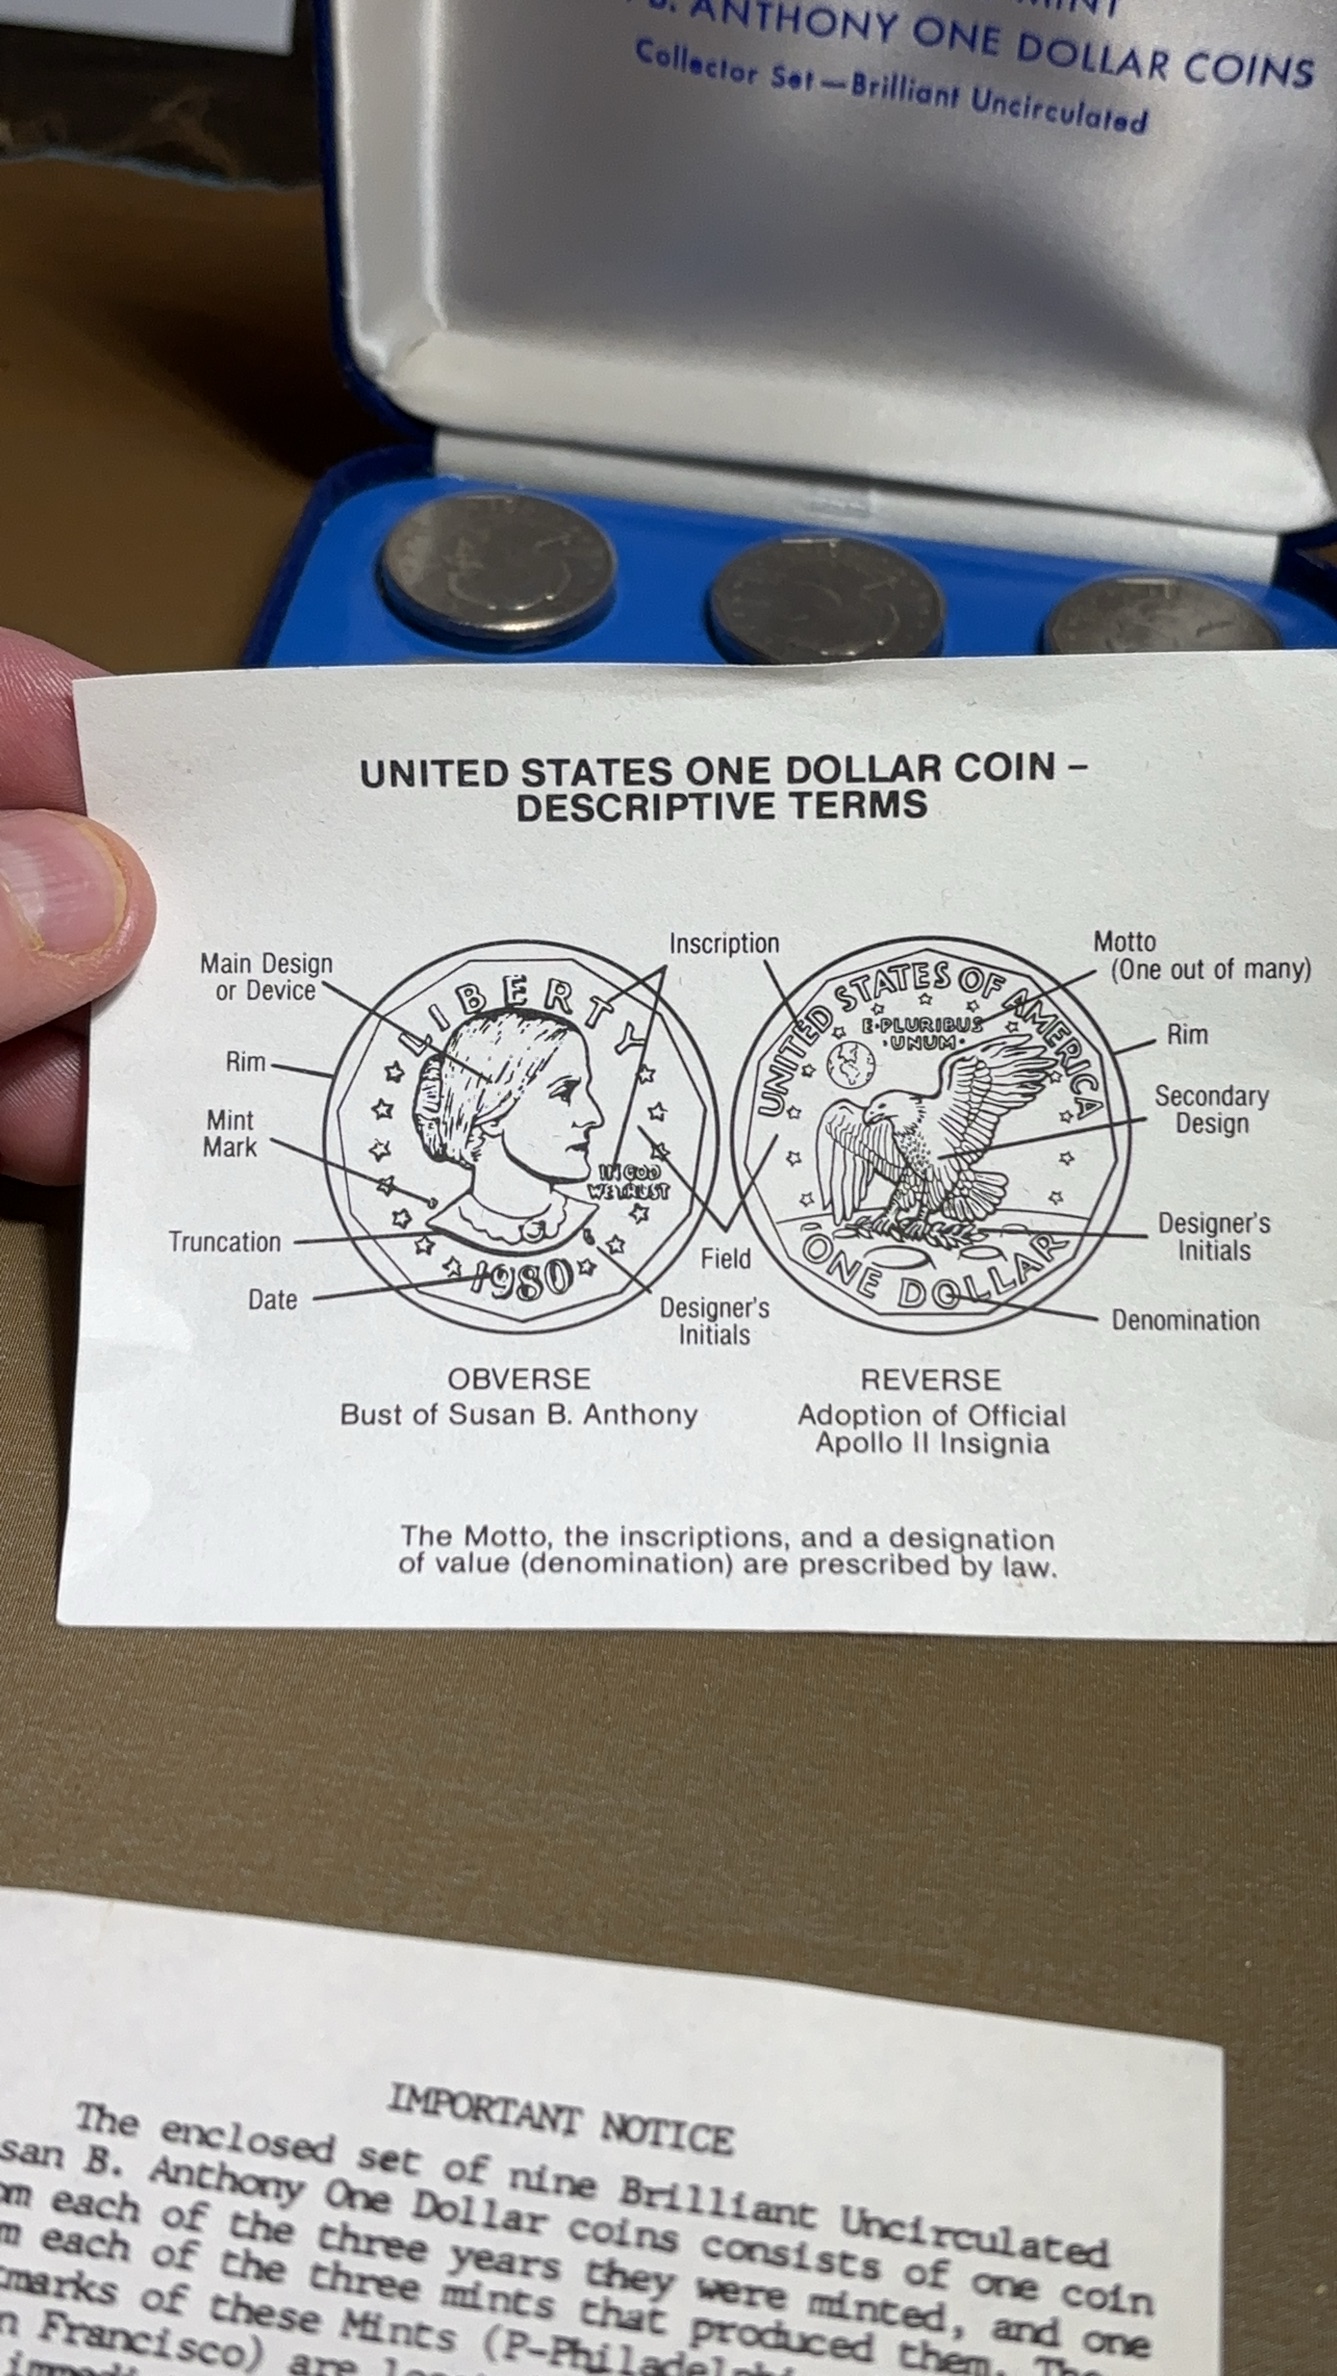 ANTHONY ONE DOLLAR COINS
Collector Set—Brilliant Uncirculated
UNITED STATES ONE DOLLAR COIN –
DESCRIPTIVE TERMS
Main Design
or Device
Rim
Mint
Mark
Truncation
Date
Inscription
Field
Designer's
Initials
Motto
(One out of many)
Rim
Secondary
Design
Designer's
Initials
Denomination
LIBERTY
IN GOD
WE TRUST
1980
UNITED STATES OF AMERICA
E·PLURIBUS
·UNUM·
ONE DOLLAR
OBVERSE
Bust of Susan B. Anthony
REVERSE
Adoption of Official
Apollo II Insignia
The Motto, the inscriptions, and a designation
of value (denomination) are prescribed by law.
IMPORTANT NOTICE
The enclosed set of nine Brilliant Uncirculated
B. Anthony One Dollar coins consists of one coin
each of the three years they were minted, and one
each of the three mints that produced them. The
of these Mints (P-Philadelphi
Francisco) are